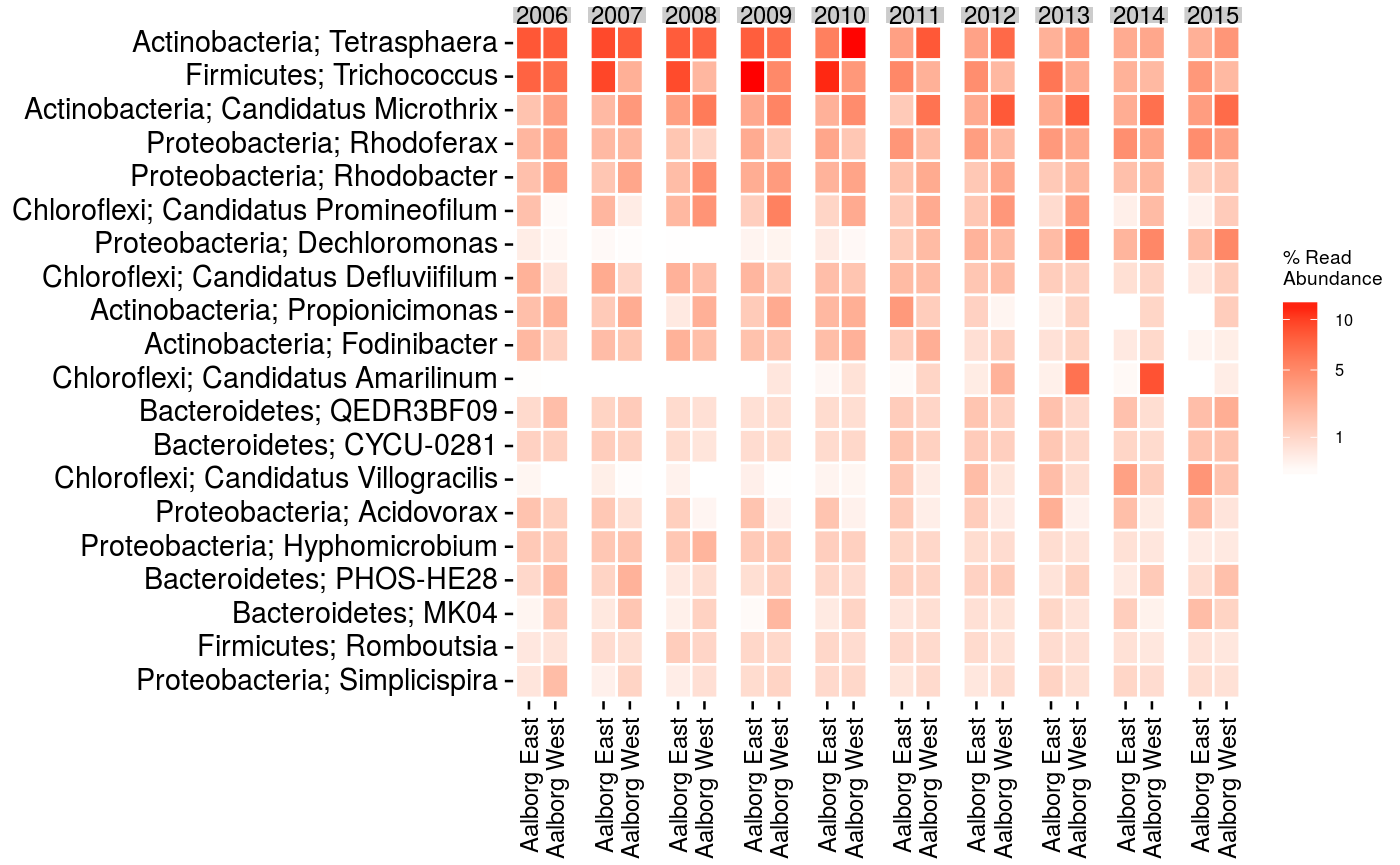 2006 2007 2008 2009 2010 2011 2012 2013 2014 2015
Actinobacteria; Tetrasphaera
Firmicutes; Trichococcus
Actinobacteria; Candidatus Microthrix
Proteobacteria; Rhodoferax
Proteobacteria; Rhodobacter
Chloroflexi; Candidatus Promineofilum
Proteobacteria; Dechloromonas
Chloroflexi; Candidatus Defluviifilum
Actinobacteria; Propionicimonas
Actinobacteria; Fodinibacter
Chloroflexi; Candidatus Amarilinum
Bacteroidetes; QEDR3BF09
Bacteroidetes; CYCU-0281
Chloroflexi; Candidatus Villogracilis
Proteobacteria; Acidovorax
Proteobacteria; Hyphomicrobium
Bacteroidetes; PHOS-HE28
Bacteroidetes; MK04
Firmicutes; Romboutsia
Proteobacteria; Simplicispira
Aalborg East
Aalborg West
Aalborg East
Aalborg West
Aalborg East
Aalborg West
Aalborg East
Aalborg West
Aalborg East
Aalborg West
Aalborg East
Aalborg West
Aalborg East
Aalborg West
Aalborg East
Aalborg West
Aalborg East
Aalborg West
Aalborg East
Aalborg West
% Read
Abundance
10
5
1